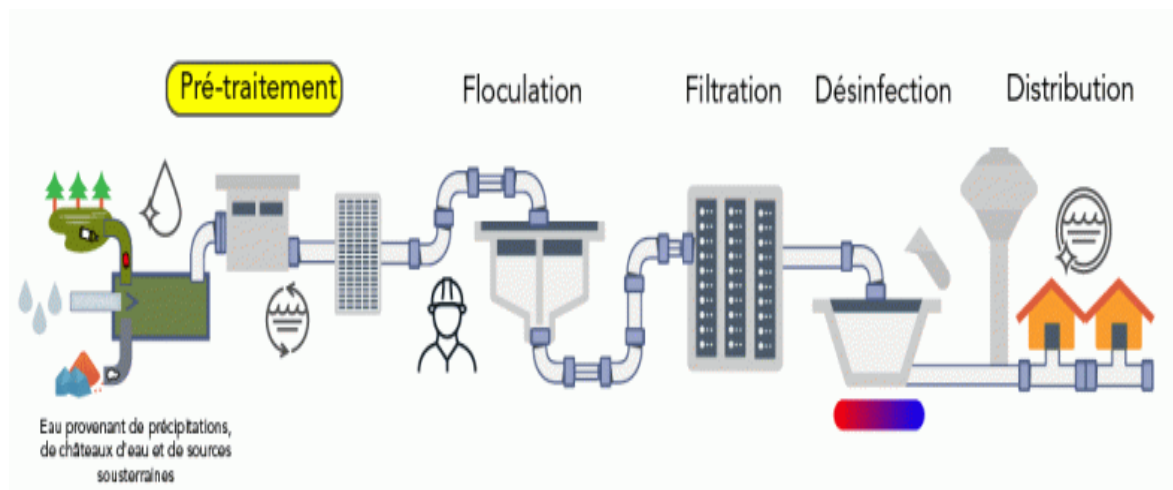 Pré-traitement
Floculation
Filtration
Désinfection
Distribution
Eau provenant de précipitations,
de châteaux d'eau et de sources
sousterraines